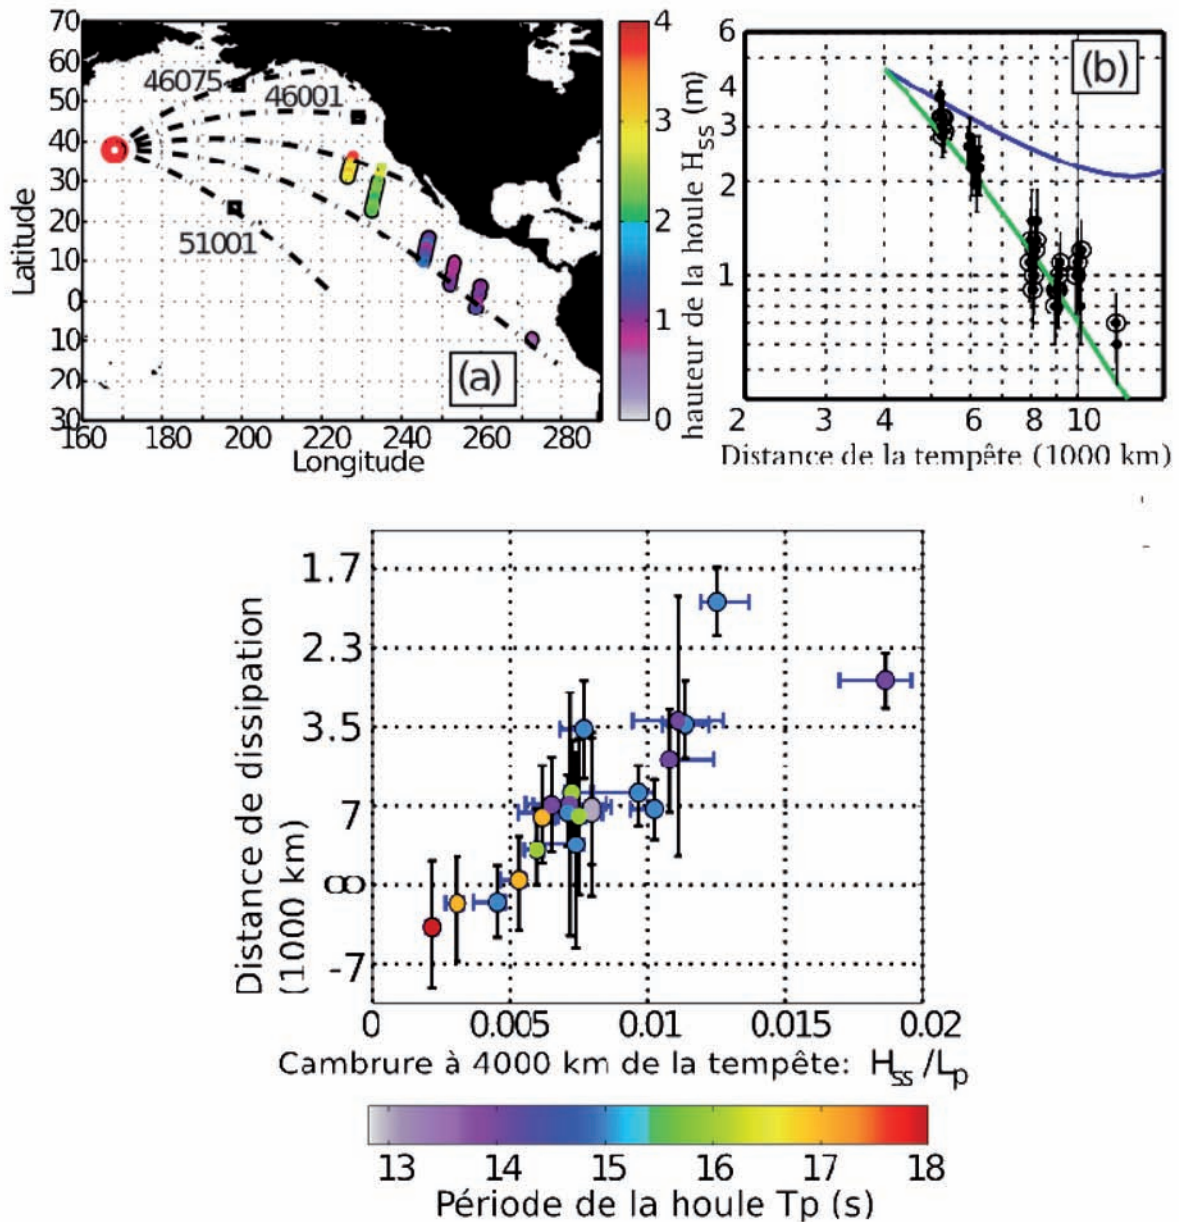 70
60
50
40
30
20
10
0
10
20
30
Latitude
46075
46001
51001
(a)
160 180 200 220 240 260 280
Longitude
4
3
2
1
0
hauteur de la houle Hss (m)
(b)
6
4
3
2
1
2 3 4 6 8 10
Distance de la tempête (1000 km)
Distance de dissipation
(1000 km)
1.7
2.3
3.5
7
∞
-7
0 0.005 0.01 0.015 0.02
Cambrure à 4000 km de la tempête: Hss/Lp
13 14 15 16 17 18
Période de la houle Tp (s)